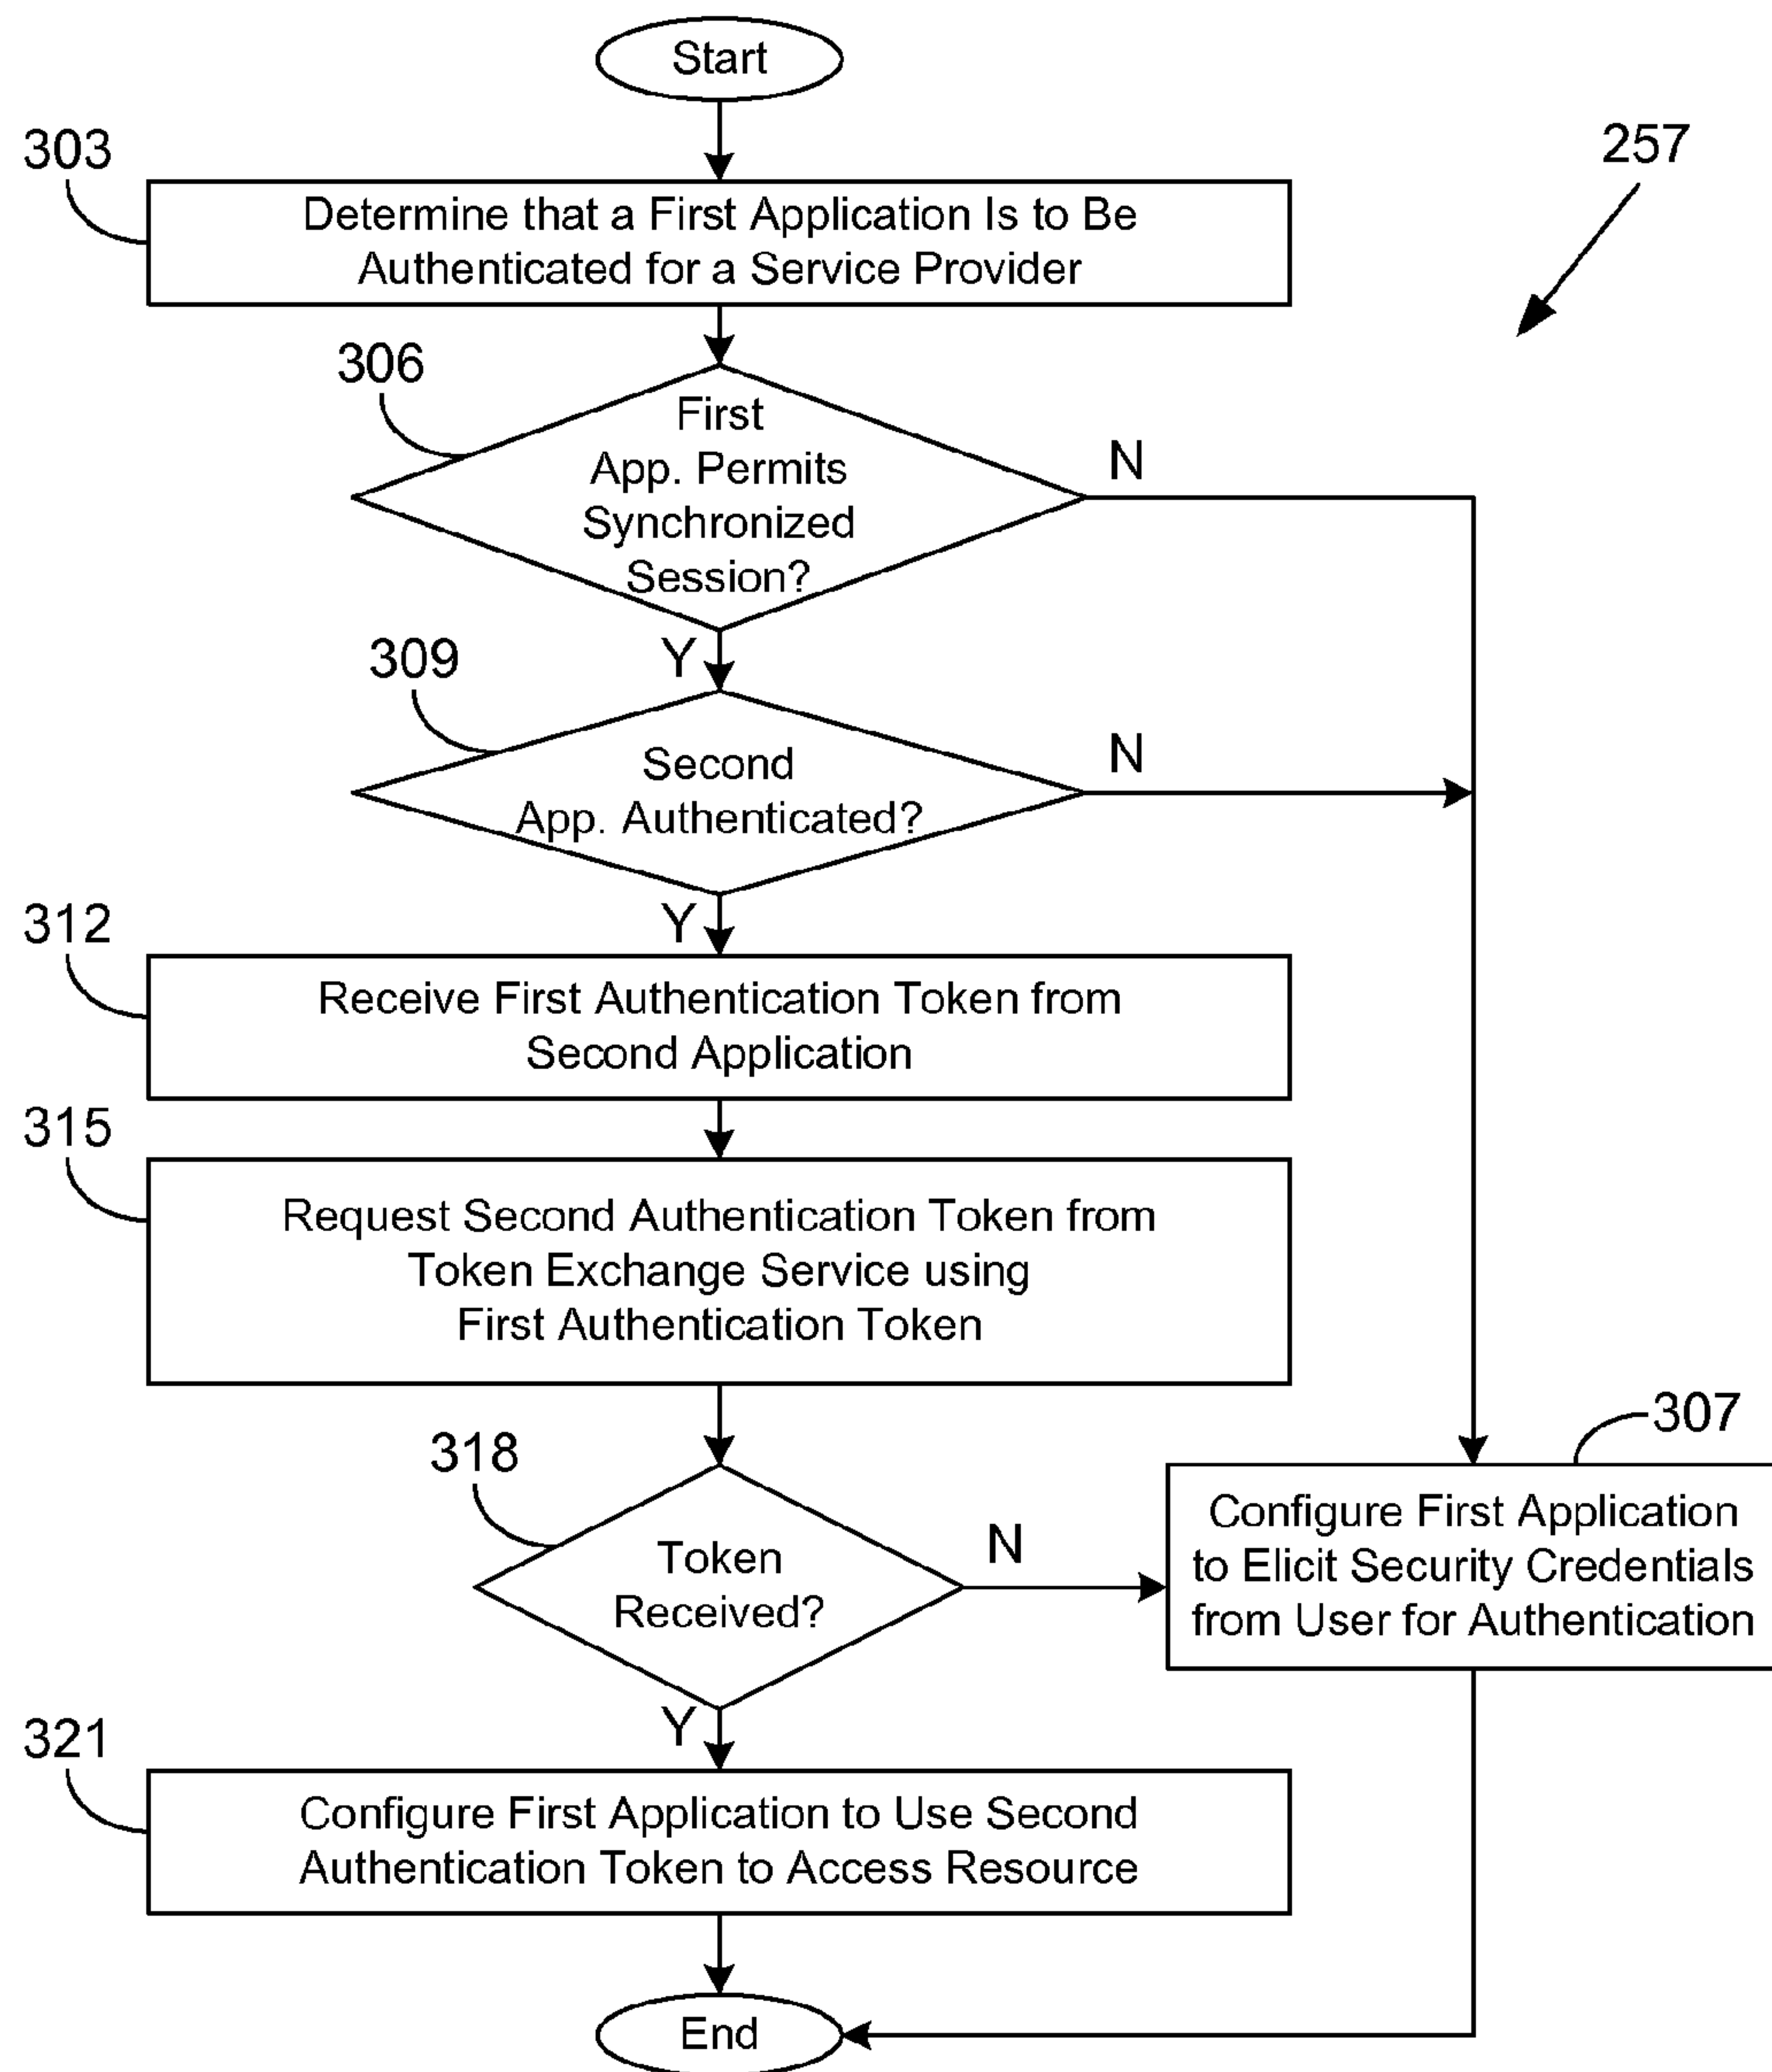 Start
303
257
Determine that a First Application Is to Be
Authenticated for a Service Provider
306
First
App. Permits
Synchronized
Session?
N
Y
309
Second
App. Authenticated?
N
Y
312
Receive First Authentication Token from
Second Application
315
Request Second Authentication Token from
Token Exchange Service using
First Authentication Token
318
Token
Received?
N
307
Configure First Application
to Elicit Security Credentials
from User for Authentication
Y
321
Configure First Application to Use Second
Authentication Token to Access Resource
End